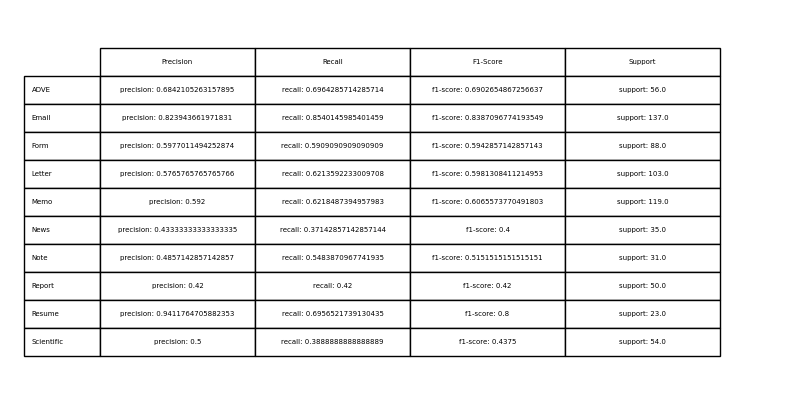 Precision Recall F1-Score Support
ADVE precision: 0.6842105263157895 recall: 0.6964285714285714 f1-score: 0.6902654867256637 support: 56.0
Email precision: 0.823943661971831 recall: 0.8540145985401459 f1-score: 0.8387096774193549 support: 137.0
Form precision: 0.5977011494252874 recall: 0.5909090909090909 f1-score: 0.5942857142857143 support: 88.0
Letter precision: 0.5765765765765766 recall: 0.6213592233009708 f1-score: 0.5981308411214953 support: 103.0
Memo precision: 0.592 recall: 0.6218487394957983 f1-score: 0.6065573770491803 support: 119.0
News precision: 0.43333333333333335 recall: 0.37142857142857144 f1-score: 0.4 support: 35.0
Note precision: 0.4857142857142857 recall: 0.5483870967741935 f1-score: 0.5151515151515151 support: 31.0
Report precision: 0.42 recall: 0.42 f1-score: 0.42 support: 50.0
Resume precision: 0.9411764705882353 recall: 0.6956521739130435 f1-score: 0.8 support: 23.0
Scientific precision: 0.5 recall: 0.3888888888888889 f1-score: 0.4375 support: 54.0